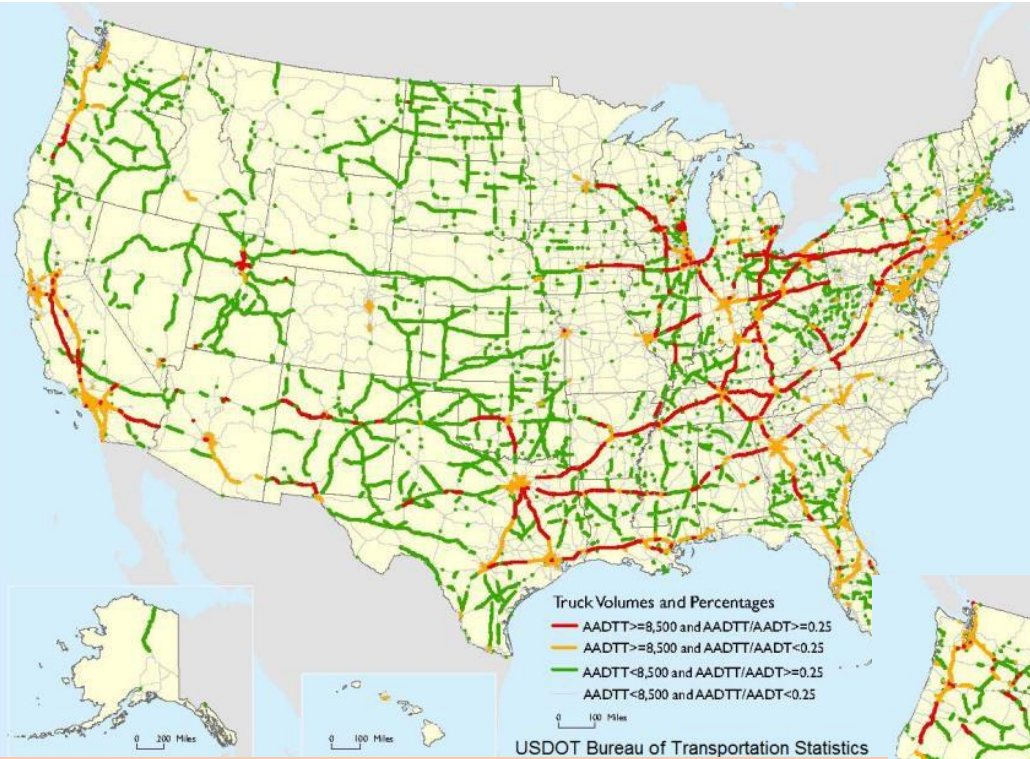 Truck Volumes and Percentages
AADTT>=8,500 and AADTT/AADT>=0.25
AADTT>=8,500 and AADTT/AADT<0.25
AADTT<8,500 and AADTT/AADT>=0.25
AADTT<8,500 and AADTT/AADT<0.25
0 100 Miles
0 200 Miles
0 100 Miles
USDOT Bureau of Transportation Statistics